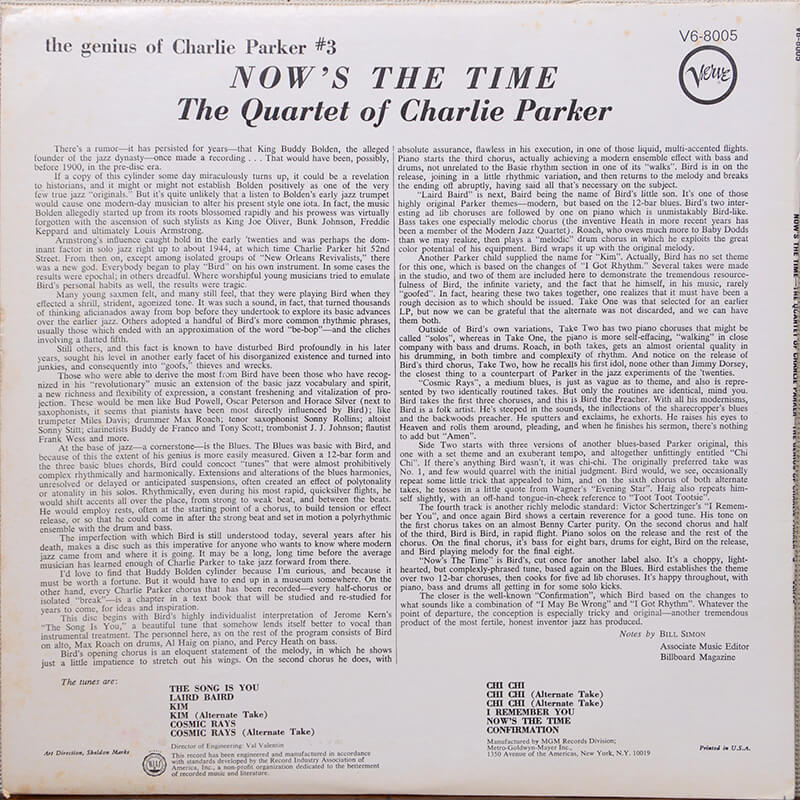 the genius of Charlie Parker #3
V6-8005
NOW'S THE TIME
Verve
The Quartet of Charlie Parker
There's a rumor—it has persisted for years—that King Buddy Bolden, the alleged
founder of the jazz dynasty—once made a recording . . . That would have been, possibly,
before 1900, in the pre-disc era.
If a copy of this cylinder some day miraculously turns up, it could be a revelation
to historians, and it might or might not establish Bolden positively as one of the very
few true jazz "originals." But it's quite unlikely that a listen to Bolden's early jazz trumpet
would cause one modern-day musician to alter his present style one iota. In fact, the music
Bolden allegedly started up from its roots blossomed rapidly and his prowess was virtually
forgotten with the ascension of such stylists as King Joe Oliver, Bunk Johnson, Freddie
Keppard and ultimately Louis Armstrong.
Armstrong's influence caught hold in the early 'twenties and was perhaps the dom-
inant factor in solo jazz right up to about 1944, at which time Charlie Parker hit 52nd
Street. From then on, except among isolated groups of "New Orleans Revivalists," there
was a new god. Everybody began to play "Bird" on his own instrument. In some cases the
results were epochal; in others dreadful. Where worshipful young musicians tried to emulate
Bird's personal habits as well, the results were tragic.
Many young saxmen felt, and many still feel, that they were playing Bird when they
effected a shrill, strident, agonized tone. It was such a sound, in fact, that turned thousands
of thinking aficianados away from bop before they undertook to explore its basic advances
over the earlier jazz. Others adopted a handful of Bird's more common rhythmic phrases,
usually those which ended with an approximation of the word "be-bop"—and the cliches
involving a flatted fifth.
Still others, and this fact is known to have disturbed Bird profoundly in his later
years, sought his level in another early facet of his disorganized existence and turned into
junkies, and consequently into "goofs," thieves and wrecks.
Those who were able to derive the most from Bird have been those who have recog-
nized in his "revolutionary" music an extension of the basic jazz vocabulary and spirit,
a new richness and flexibility of expression, a constant freshening and vitalization of pro-
jection. These would be men like Bud Powell, Oscar Peterson and Horace Silver (next to
saxophonists, it seems that pianists have been most directly influenced by Bird); like
trumpeter Miles Davis; drummer Max Roach; tenor saxophonist Sonny Rollins; altoist
Sonny Stitt; clarinetists Buddy de Franco and Tony Scott; trombonist J. J. Johnson; flautist
Frank Wess and more.
At the base of jazz—a cornerstone—is the Blues. The Blues was basic with Bird, and
because of this the extent of his genius is more easily measured. Given a 12-bar form and
the three basic blues chords, Bird could concoct "tunes" that were almost prohibitively
complex rhythmically and harmonically. Extensions and alterations of the blues harmonies,
unresolved or delayed or anticipated suspensions, often created an effect of polytonality
or atonality in his solos. Rhythmically, even during his most rapid, quicksilver flights, he
would shift accents all over the place, from strong to weak beat, and between the beats.
He would employ rests, often at the starting point of a chorus, to build tension or effect
release, or so that he could come in after the strong beat and set in motion a polyrhythmic
ensemble with the drum and bass.
The imperfection with which Bird is still understood today, several years after his
death, makes a disc such as this imperative for anyone who wants to know where modern
jazz came from and where it is going. It may be a long, long time before the average
musician has learned enough of Charlie Parker to take jazz forward from there.
I'd love to find that Buddy Bolden cylinder because I'm curious, and because it
must be worth a fortune. But it would have to end up in a museum somewhere. On the
other hand, every Charlie Parker chorus that has been recorded—every half-chorus or
isolated "break"—is a chapter in a text book that will be studied and re-studied for
years to come, for ideas and inspiration.
This disc begins with Bird's highly individualist interpretation of Jerome Kern's
"The Song Is You," a beautiful tune that somehow lends itself better to vocal than
instrumental treatment. The personnel here, as on the rest of the program consists of Bird
on alto, Max Roach on drums, Al Haig on piano, and Percy Heath on bass.
Bird's opening chorus is an eloquent statement of the melody, in which he shows
just a little impatience to stretch out his wings. On the second chorus he does, with
absolute assurance, flawless in his execution, in one of those liquid, multi-accented flights.
Piano starts the third chorus, actually achieving a modern ensemble effect with bass and
drums, not unrelated to the Basie rhythm section in one of its "walks". Bird is in on the
release, joining in a little rhythmic variation, and then returns to the melody and breaks
the ending off abruptly, having said all that's necessary on the subject.
"Laird Baird" is next, Baird being the name of Bird's little son. It's one of those
highly original Parker themes—modern, but based on the 12-bar blues. Bird's two inter-
esting ad lib choruses are followed by one on piano which is unmistakably Bird-like.
Bass takes one especially melodic chorus (the inventive Heath in more recent years has
been a member of the Modern Jazz Quartet). Roach, who owes much more to Baby Dodds
than we may realize, then plays a "melodic" drum chorus in which he exploits the great
color potential of his equipment. Bird wraps it up with the original melody.
Another Parker child supplied the name for "Kim". Actually, Bird has no set theme
for this one, which is based on the changes of "I Got Rhythm." Several takes were made
in the studio, and two of them are included here to demonstrate the tremendous resource-
fulness of Bird, the infinite variety, and the fact that he himself, in his music, rarely
"goofed". In fact, hearing these two takes together, one realizes that it must have been a
tough decision as to which should be issued. Take One was that selected for an earlier
LP, but now we can be grateful that the alternate was not discarded, and we can have
them both.
Outside of Bird's own variations, Take Two has two piano choruses that might be
called "solos", whereas in Take One, the piano is more self-effacing, "walking" in close
company with bass and drums. Roach, in both takes, gets an almost oriental quality in
his drumming, in both timbre and complexity of rhythm. And notice on the release of
Bird's third chorus, Take Two, how he recalls his first idol, none other than Jimmy Dorsey,
the closest thing to a counterpart of Parker in the jazz experiments of the 'twenties.
"Cosmic Rays", a medium blues, is just as vague as to theme, and also is repre-
sented by two identically routined takes. But only the routines are identical, mind you.
Bird takes the first three choruses, and this is Bird the Preacher. With all his modernisms,
Bird is a folk artist. He's steeped in the sounds, the inflections of the sharecropper's blues
and the backwoods preacher. He sputters and exclaims, he exhorts. He raises his eyes to
Heaven and rolls them around, pleading, and when he finishes his sermon, there's nothing
to add but "Amen".
Side Two starts with three versions of another blues-based Parker original, this
one with a set theme and an exuberant tempo, and altogether unfittingly entitled "Chi
Chi". If there's anything Bird wasn't, it was chi-chi. The originally preferred take was
No. 1, and few would quarrel with the initial judgment. Bird would, we see, occasionally
repeat some little trick that appealed to him, and on the sixth chorus of both alternate
takes, he tosses in a little quote from Wagner's "Evening Star". Haig also repeats him-
self slightly, with an off hand tongue-in-cheek reference to "Toot Toot Tootsie".
The fourth track is another richly melodic standard: Victor Schertzinger's "I Remem-
ber You", and once again Bird shows a certain reverence for a good tune. His tone on
the first chorus takes on an almost Benny Carter purity. On the second chorus and half
of the third, Bird is Bird, in rapid flight. Piano solos on the release and the rest of the
chorus. On the final chorus, it's bass for eight bars, drums for eight, Bird on the release,
and Bird playing melody for the final eight.
"Now's The Time" is Bird's, cut once for another label also. It's a choppy, light-
hearted, but complexly-phrased tune, based again on the Blues. Bird establishes the theme
over two 12-bar choruses, then cooks for five ad lib choruses. It's happy throughout, with
piano, bass and drums all getting in for some solo kicks.
The closer is the well-known "Confirmation", which Bird based on the changes to
what sounds like a combination of "I May Be Wrong" and "I Got Rhythm". Whatever the
point of departure, the conception is especially tricky and original—another tremendous
product of the most fertile, honest inventor jazz has produced.
Notes by BILL SIMON
Associate Music Editor
Billboard Magazine
The tunes are:
THE SONG IS YOU
LAIRD BAIRD
KIM
KIM (Alternate Take)
COSMIC RAYS
COSMIC RAYS (Alternate Take)
CHI CHI
CHI CHI (Alternate Take)
CHI CHI (Alternate Take)
I REMEMBER YOU
NOW'S THE TIME
CONFIRMATION
Art Direction, Sheldon Marks
Director of Engineering: Val Valentin
This record has been engineered and manufactured in accordance
with standards developed by the Record Industry Association of
America, Inc., a non-profit organization dedicated to the betterment
of recorded music and literature.
Manufactured by MGM Records Division;
Metro-Goldwyn-Mayer Inc.,
1350 Avenue of the Americas, New York, N.Y. 10019
Printed in U.S.A.
V6-8005
NOW'S THE TIME—THE QUARTET OF CHARLIE PARKER